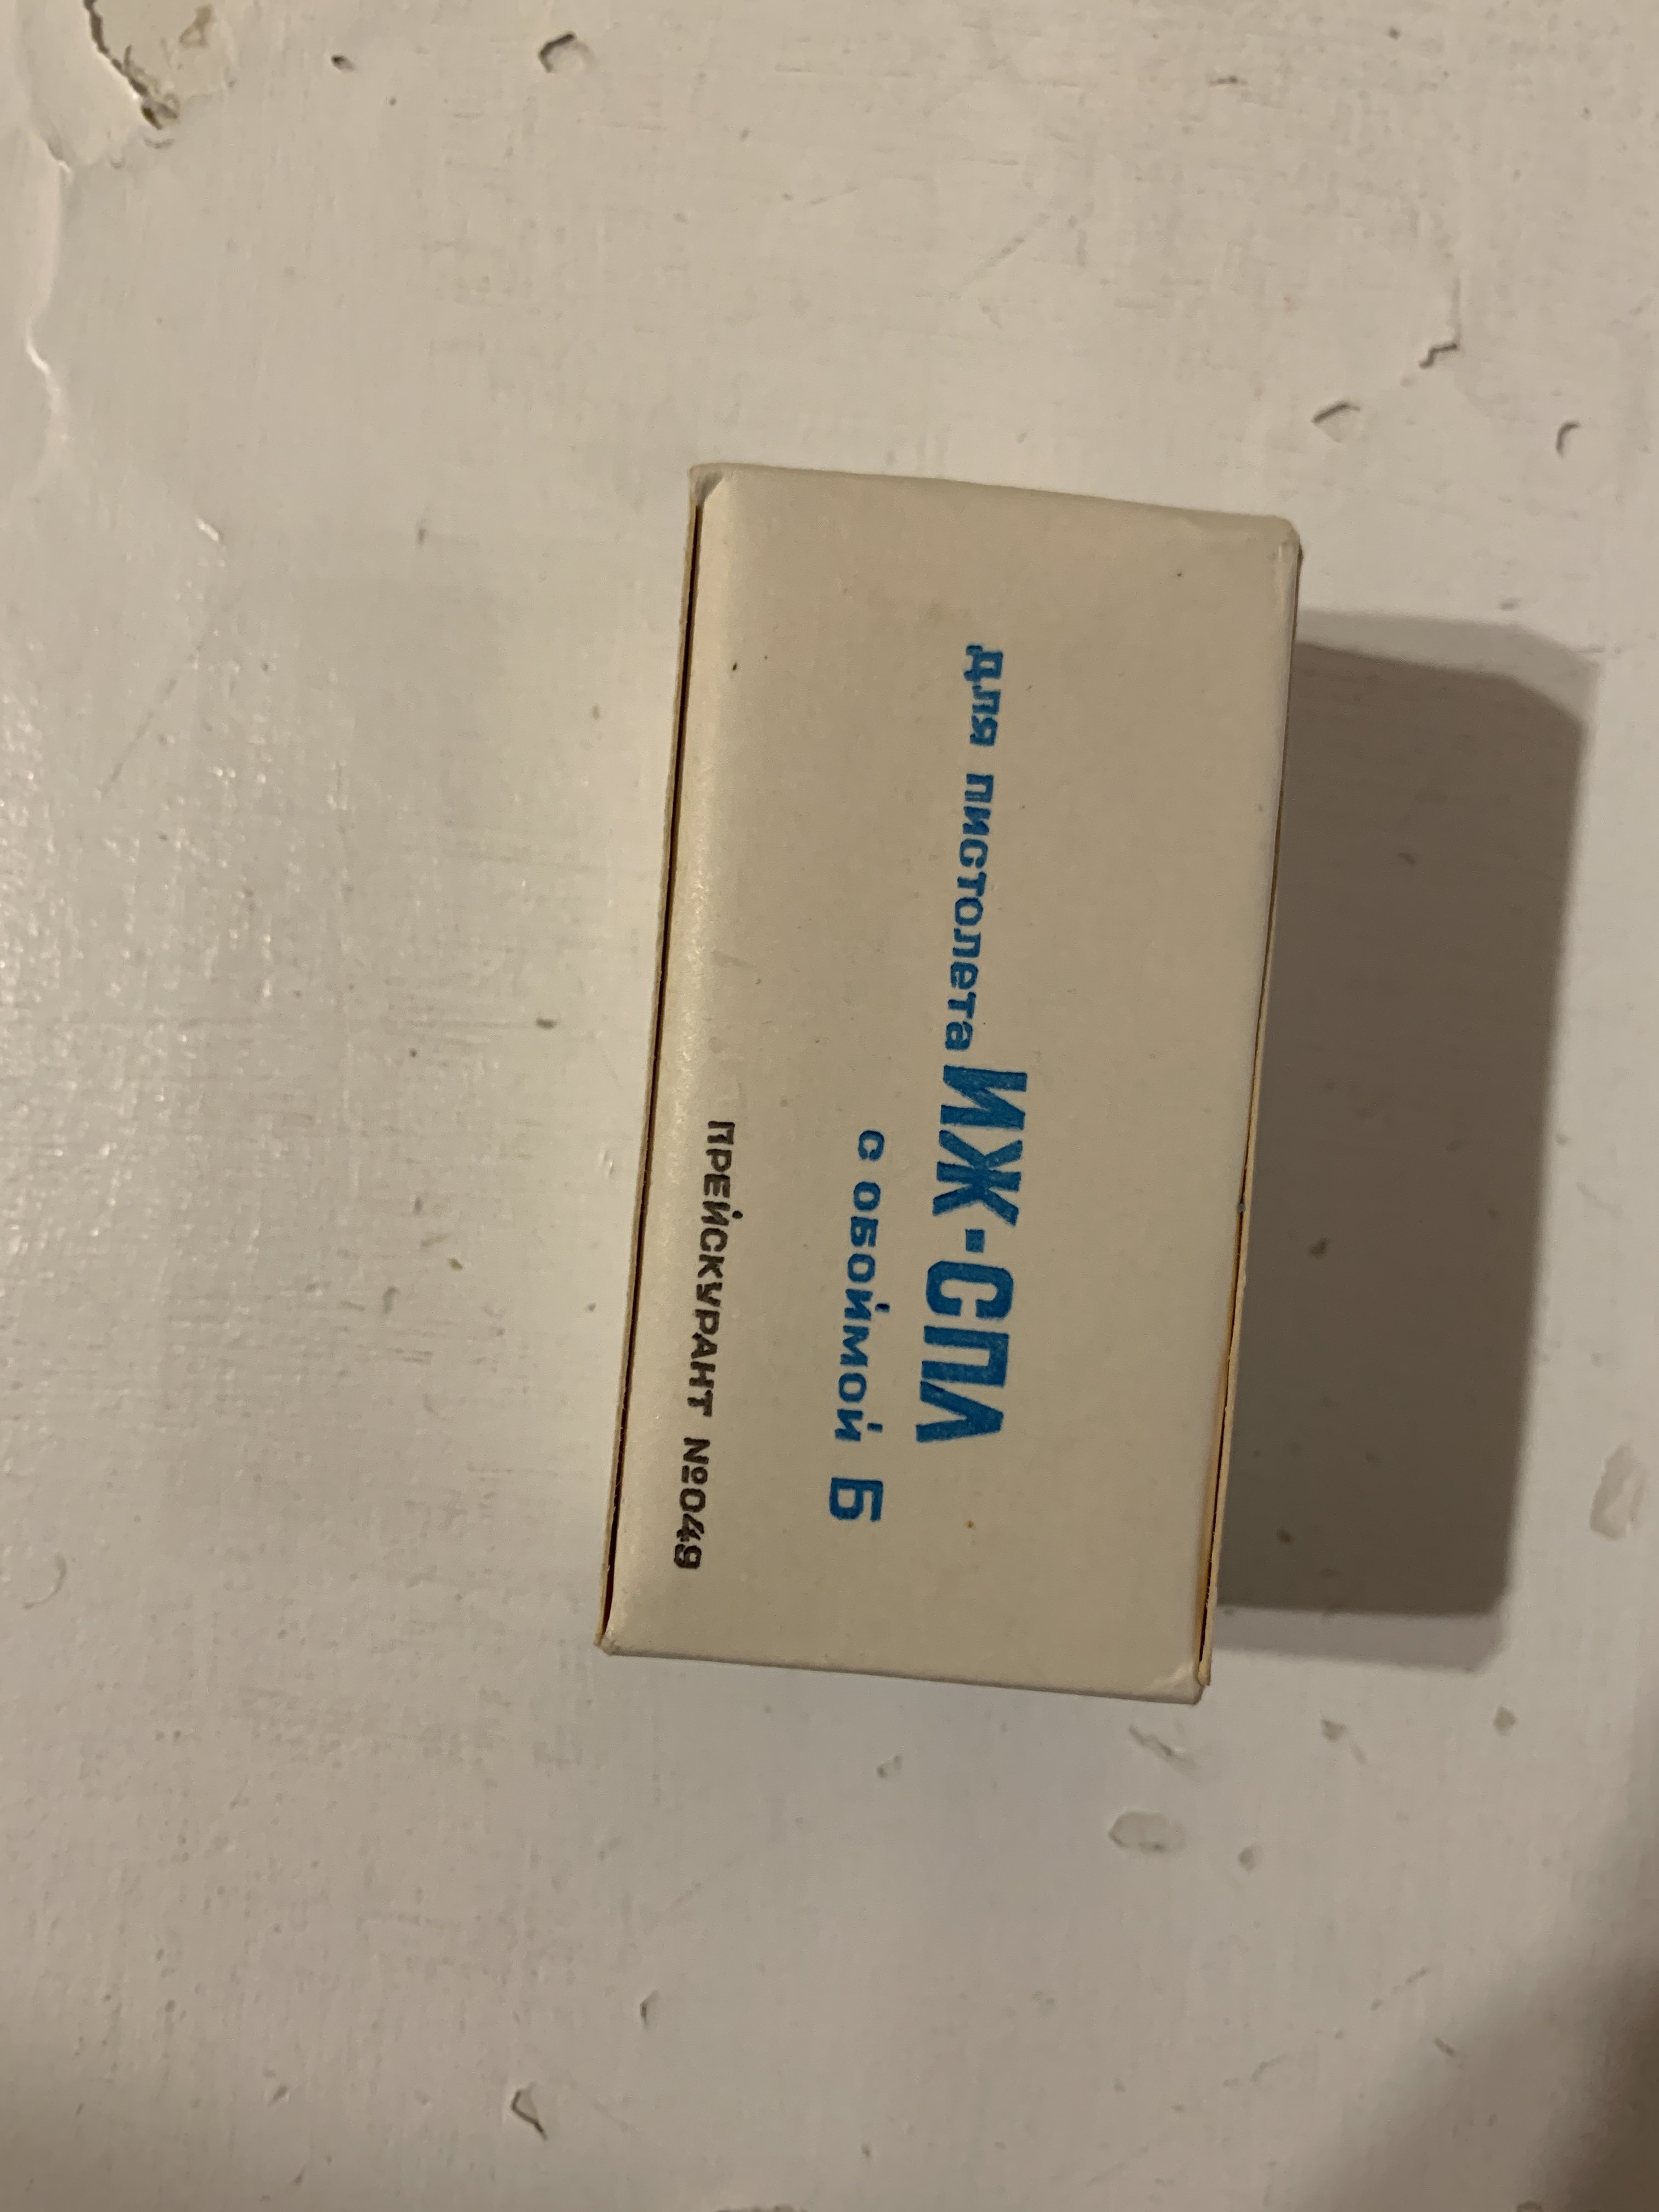 для пистолета ИЖ-СПЛ
с обоймой Б
ПРЕЙСКУРАНТ №049